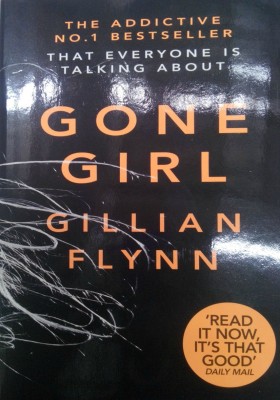 THE ADDICTIVE
NO.1 BESTSELLER
THAT EVERYONE IS
TALKING ABOUT
GONE
GIRL
GILLIAN
FLYNN
'READ
IT NOW,
IT'S THAT
GOOD'
DAILY MAIL